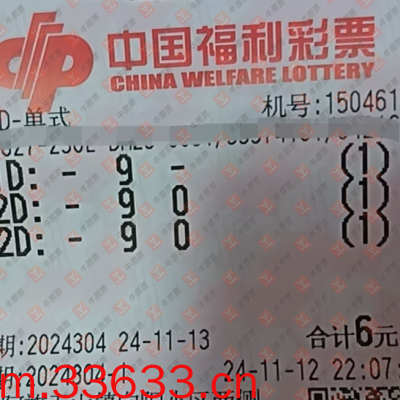 中国福利彩票
CHINA WELFARE LOTTERY
D-单式 机号:150461
D: - 9 - (1)
2D: - 9 0 (1)
2D: - 9 0 (1)
期:2024304 24-11-13 合计6元
期:2024304 24-11-12 22:07:
m.33633.cn